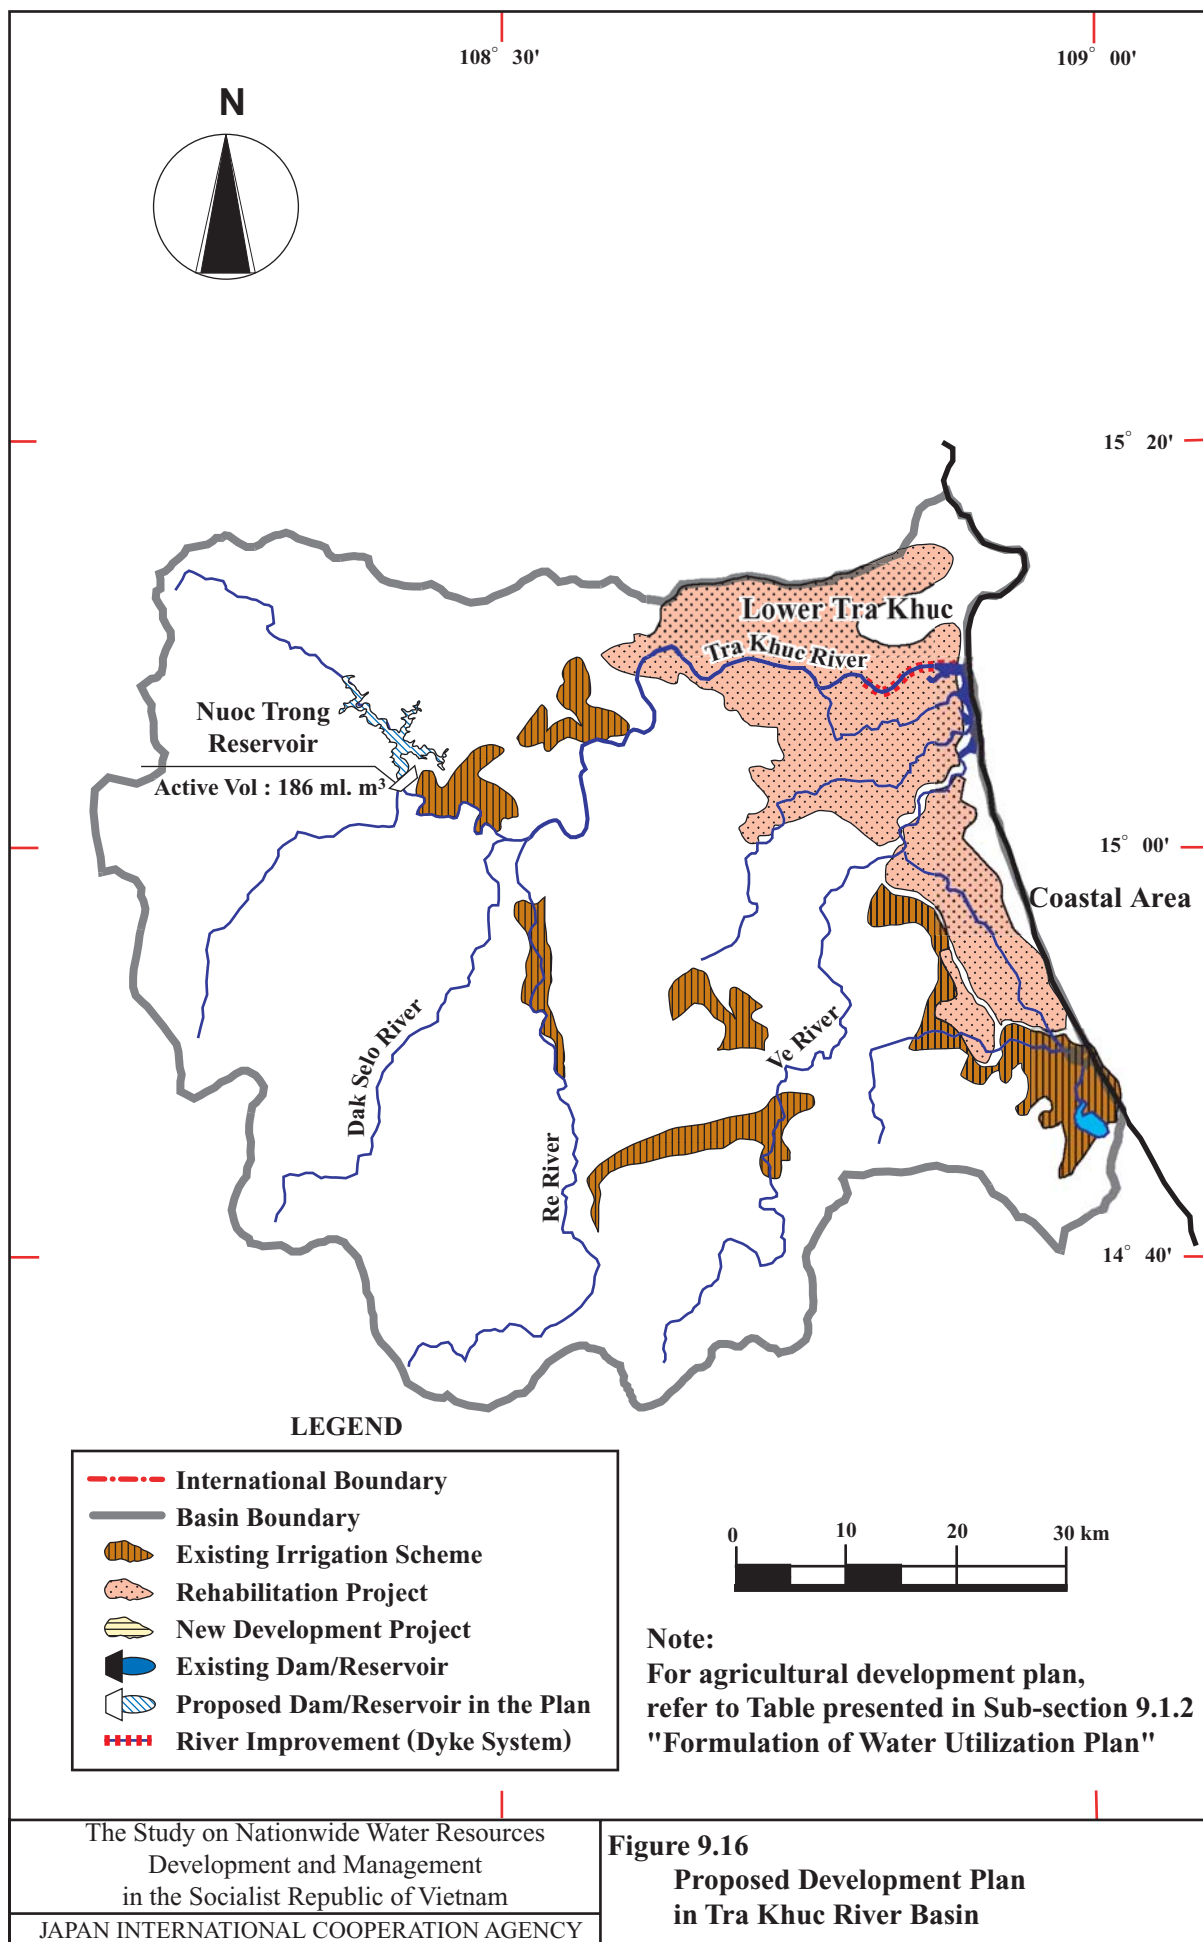 108° 30'
109° 00'
N
15° 20'
Lower Tra Khuc
Tra Khuc River
Nuoc Trong
Reservoir
Active Vol : 186 ml. m³
15° 00'
Coastal Area
Dak Selo River
Ve River
Re River
14° 40'
LEGEND
International Boundary
Basin Boundary
Existing Irrigation Scheme
Rehabilitation Project
New Development Project
Existing Dam/Reservoir
Proposed Dam/Reservoir in the Plan
River Improvement (Dyke System)
0 10 20 30 km
Note:
For agricultural development plan,
refer to Table presented in Sub-section 9.1.2
"Formulation of Water Utilization Plan"
The Study on Nationwide Water Resources
Development and Management
in the Socialist Republic of Vietnam
JAPAN INTERNATIONAL COOPERATION AGENCY
Figure 9.16
Proposed Development Plan
in Tra Khuc River Basin